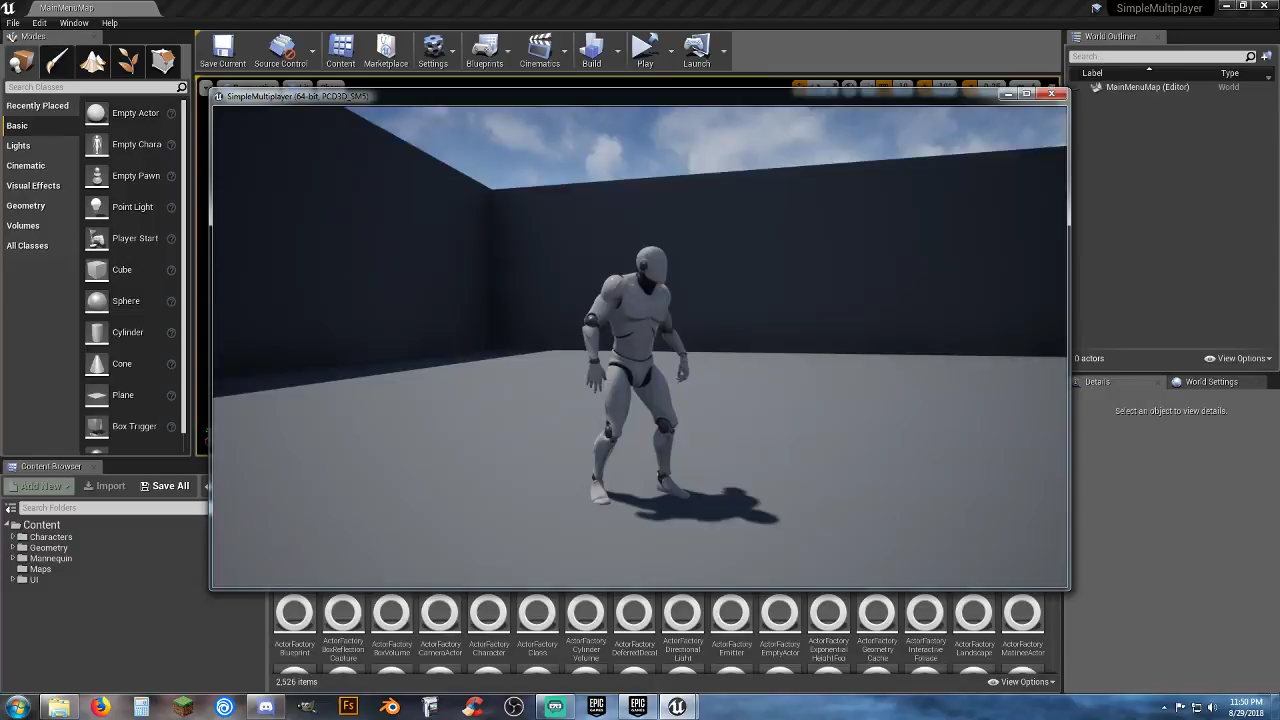 MainMenuMap
SimpleMultiplayer
File Edit Window Help
Modes
Search Classes
Recently Placed
Basic
Lights
Cinematic
Visual Effects
Geometry
Volumes
All Classes
Empty Actor
Empty Chara
Empty Pawn
Point Light
Player Start
Cube
Sphere
Cylinder
Cone
Plane
Box Trigger
Save Current
Source Control
Content
Marketplace
Settings
Blueprints
Cinematics
Build
Play
Launch
SimpleMultiplayer (64-bit, PCD3D_SM5)
World Outliner
Search...
Label Type
MainMenuMap (Editor) World
0 actors View Options
Details World Settings
Select an object to view details.
Content Browser
Add New Import Save All
Search Folders
Content
Characters
Geometry
Mannequin
Maps
UI
ActorFactory
Blueprint
ActorFactory
BoxReflection
Capture
ActorFactory
BoxVolume
ActorFactory
CameraActor
ActorFactory
Character
ActorFactory
Class
ActorFactory
Cylinder
Volume
ActorFactory
DeferredDecal
ActorFactory
Directional
Light
ActorFactory
Emitter
ActorFactory
EmptyActor
ActorFactory
Exponential
HeightFog
ActorFactory
Geometry
Cache
ActorFactory
Interactive
Foliage
ActorFactory
Landscape
ActorFactory
MatineeActor
2,526 items
View Options
Fs
EPIC
GAMES
EPIC
GAMES
11:50 PM
8/29/2018